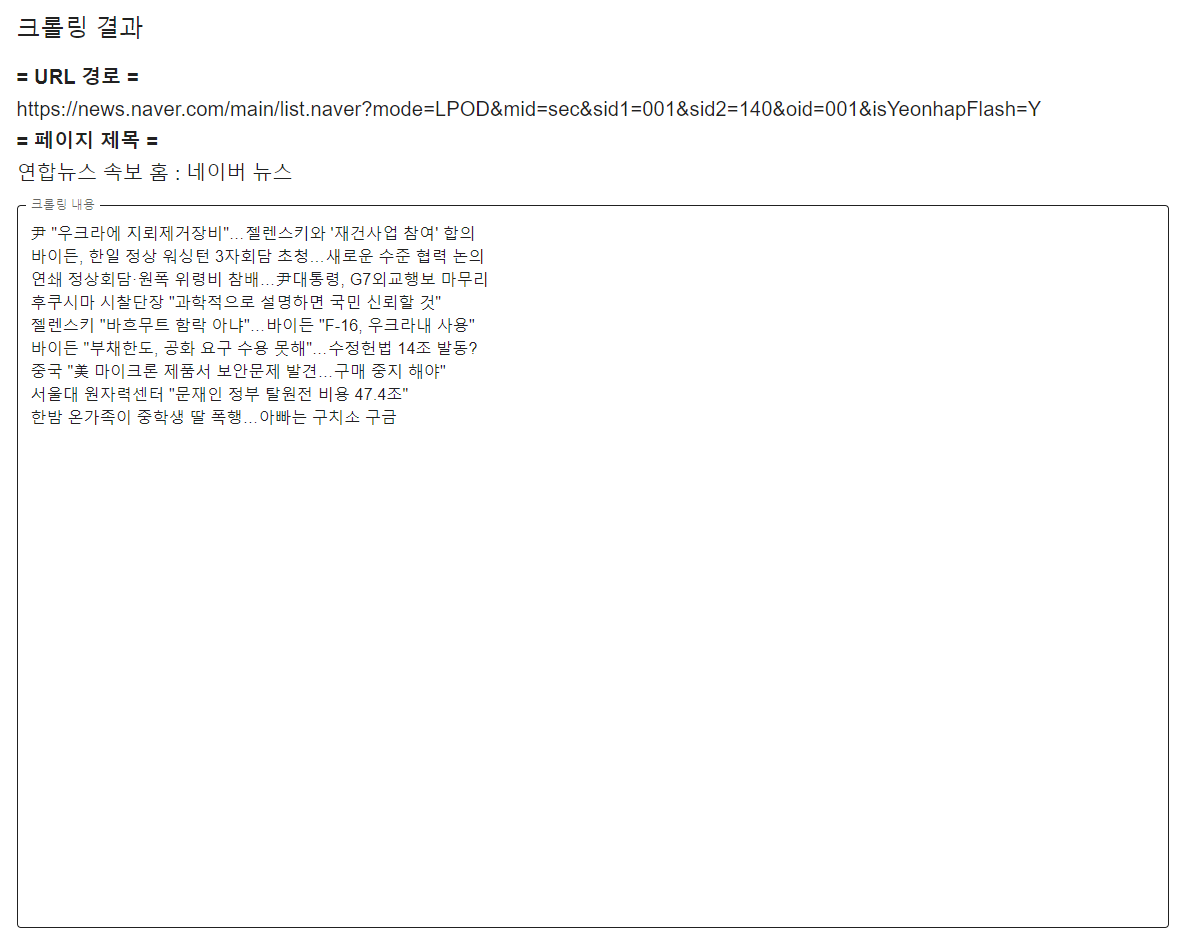 크롤링 결과
= URL 경로 =
https://news.naver.com/main/list.naver?mode=LPOD&mid=sec&sid1=001&sid2=140&oid=001&isYeonhapFlash=Y
= 페이지 제목 =
연합뉴스 속보 홈 : 네이버 뉴스
크롤링 내용
尹 "우크라에 지뢰제거장비"…젤렌스키와 '재건사업 참여' 합의
바이든, 한일 정상 워싱턴 3자회담 초청…새로운 수준 협력 논의
연쇄 정상회담·원폭 위령비 참배…尹대통령, G7외교행보 마무리
후쿠시마 시찰단장 "과학적으로 설명하면 국민 신뢰할 것"
젤렌스키 "바흐무트 함락 아냐"…바이든 "F-16, 우크라내 사용"
바이든 "부채한도, 공화 요구 수용 못해"…수정헌법 14조 발동?
중국 "美 마이크론 제품서 보안문제 발견…구매 중지 해야"
서울대 원자력센터 "문재인 정부 탈원전 비용 47.4조"
한밤 온가족이 중학생 딸 폭행…아빠는 구치소 구금